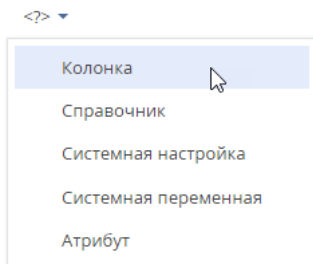 <?>
Колонка
Справочник
Системная настройка
Системная переменная
Атрибут